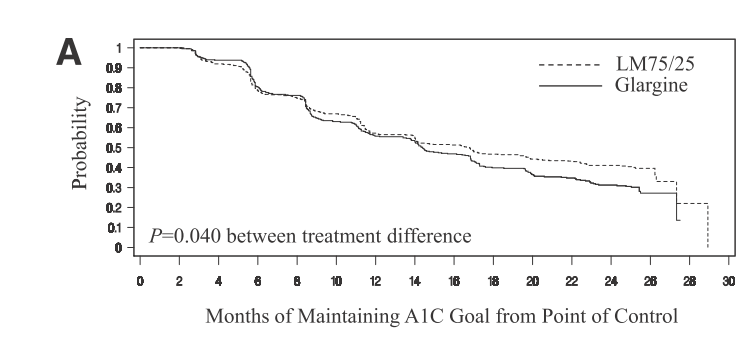 A
LM75/25
Glargine
Probability
1
0.9
0.8
0.7
0.6
0.5
0.4
0.3
0.2
0.1
0
P=0.040 between treatment difference
0 2 4 6 8 10 12 14 16 18 20 22 24 26 28 30
Months of Maintaining A1C Goal from Point of Control